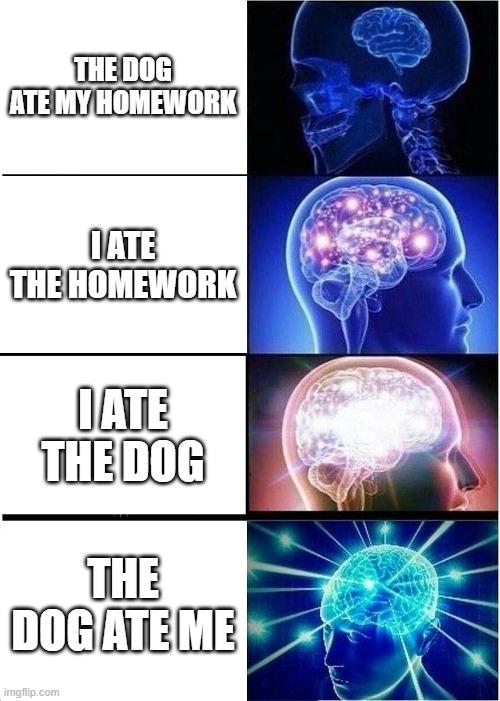 THE DOG
ATE MY HOMEWORK
I ATE
THE HOMEWORK
I ATE
THE DOG
THE
DOG ATE ME
imgflip.com